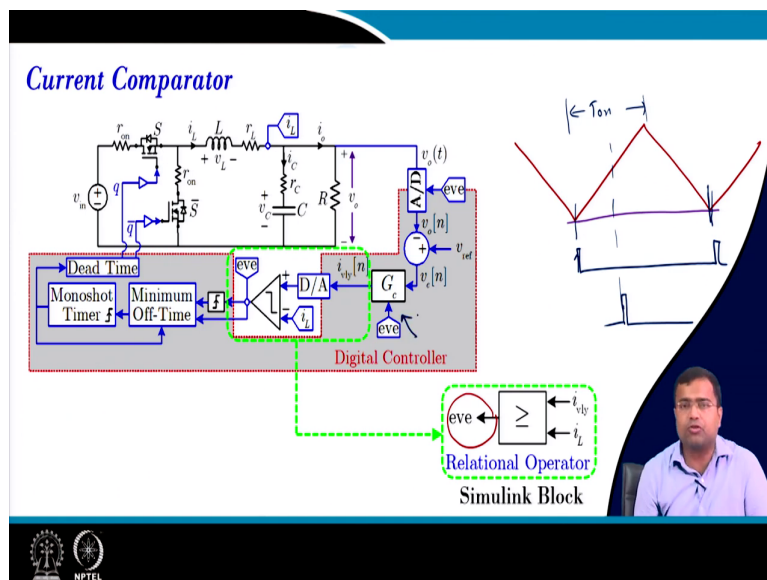 Current Comparator
r_on S i_L L r_L i_L i_o
+ v_L −
i_C
v_o(t)
q r_on r_C
A/D eve
v_in + v_C − C R + v_o −
q̄ S̄
v_o[n]
v_ref
Dead Time eve i_vly[n] v_e[n]
Monoshot Timer
Minimum Off-Time
D/A
G_c
i_L
eve
Digital Controller
eve ≥ i_vly
i_L
Relational Operator
Simulink Block
Ton
NPTEL